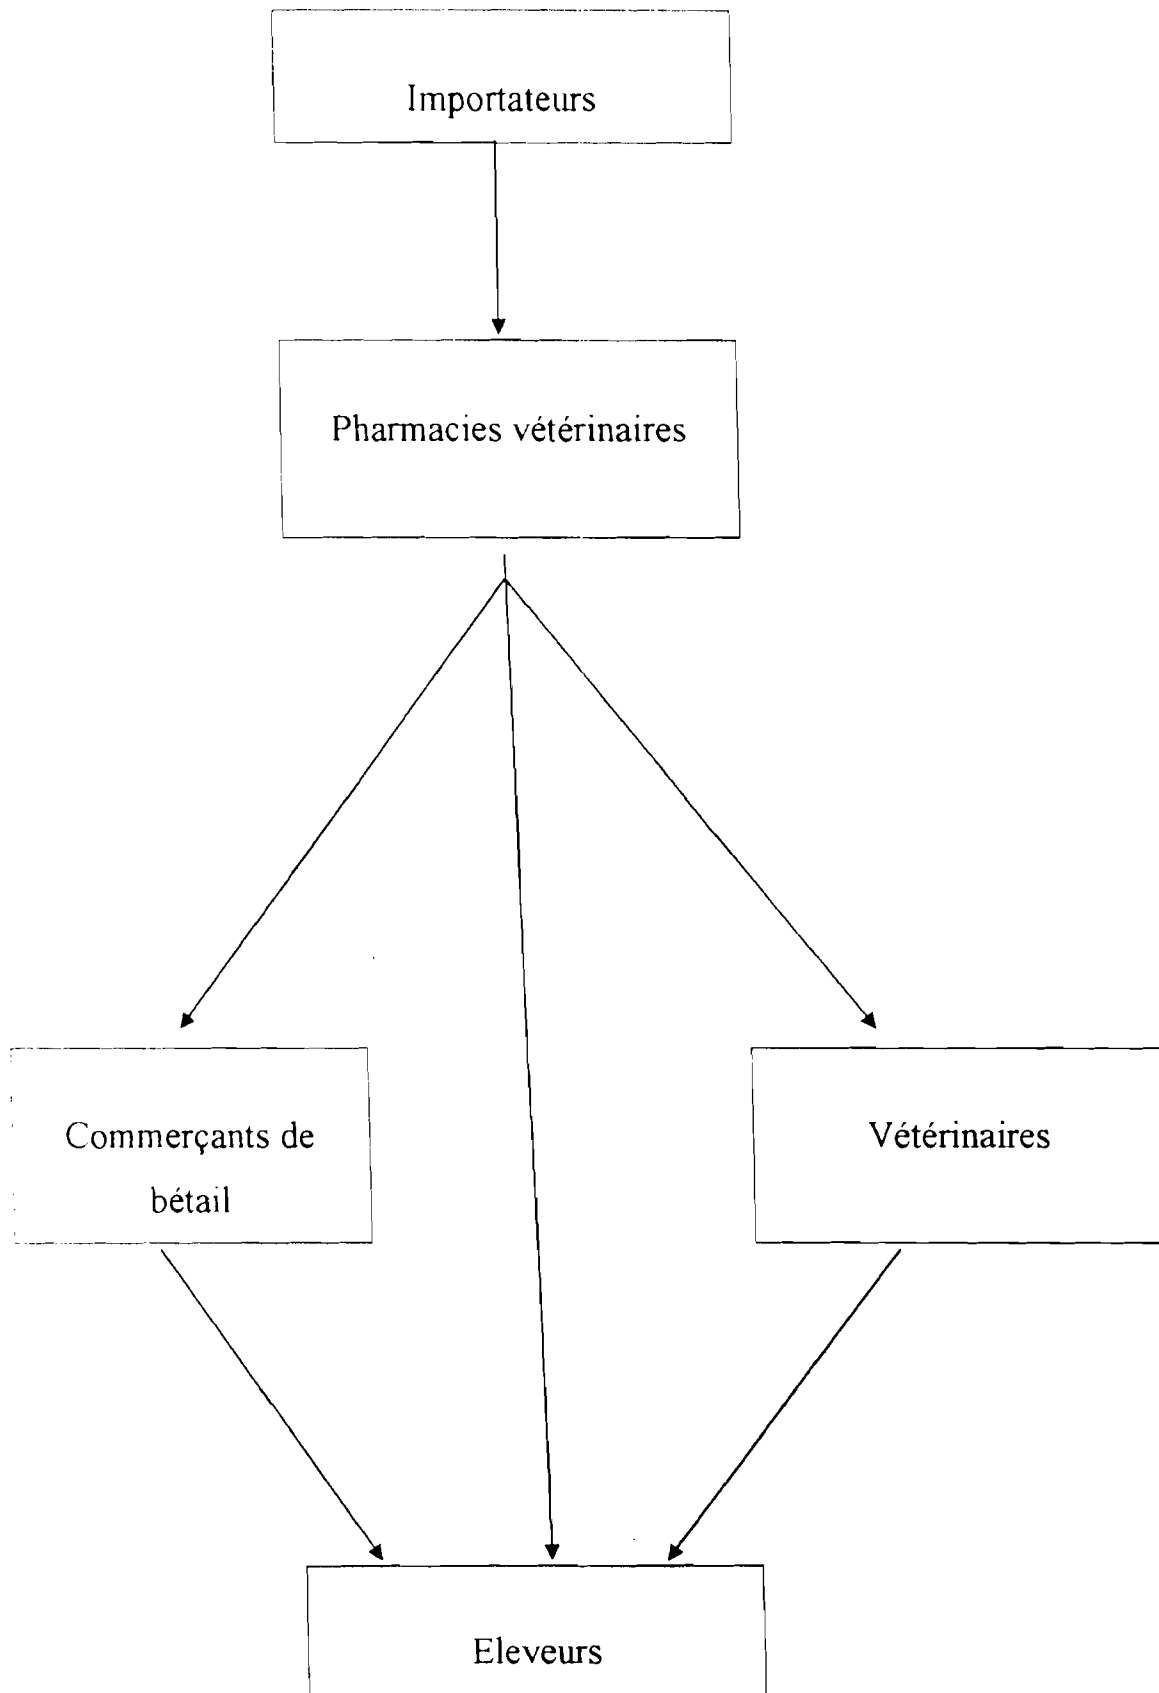 Importateurs
Pharmacies vétérinaires
Commerçants de
bétail
Vétérinaires
Eleveurs